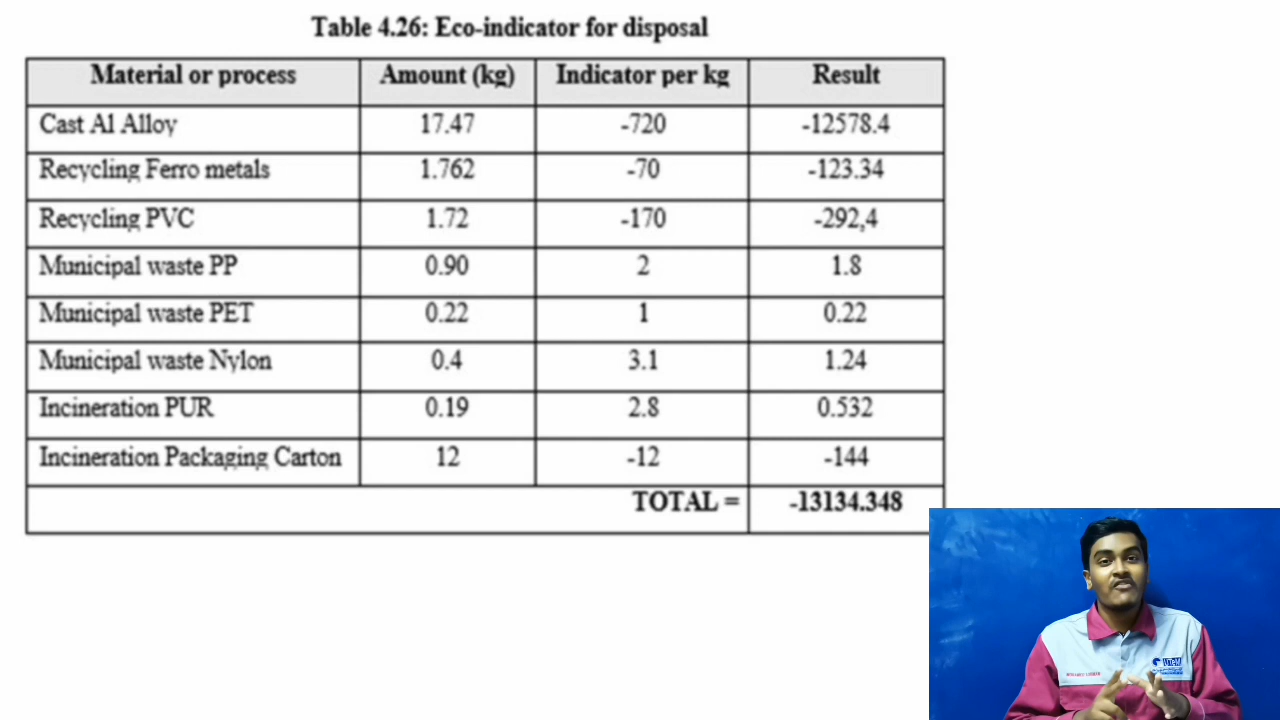 Table 4.26: Eco-indicator for disposal
Material or process Amount (kg) Indicator per kg Result
Cast Al Alloy 17.47 -720 -12578.4
Recycling Ferro metals 1.762 -70 -123.34
Recycling PVC 1.72 -170 -292,4
Municipal waste PP 0.90 2 1.8
Municipal waste PET 0.22 1 0.22
Municipal waste Nylon 0.4 3.1 1.24
Incineration PUR 0.19 2.8 0.532
Incineration Packaging Carton 12 -12 -144
TOTAL = -13134.348
UTeM